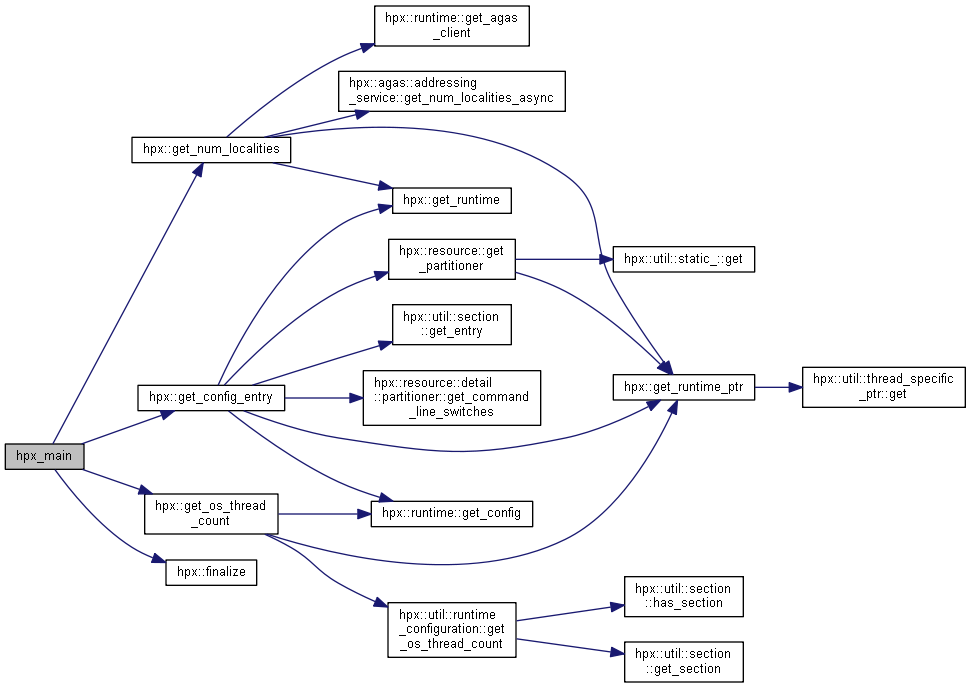 hpx::runtime::get_agas
_client
hpx::agas::addressing
_service::get_num_localities_async
hpx::get_num_localities
hpx::get_runtime
hpx::resource::get
_partitioner
hpx::util::static_::get
hpx::util::section
::get_entry
hpx::get_config_entry
hpx::resource::detail
::partitioner::get_command
_line_switches
hpx::get_runtime_ptr
hpx::util::thread_specific
_ptr::get
hpx_main
hpx::get_os_thread
_count
hpx::runtime::get_config
hpx::finalize
hpx::util::runtime
_configuration::get
_os_thread_count
hpx::util::section
::has_section
hpx::util::section
::get_section